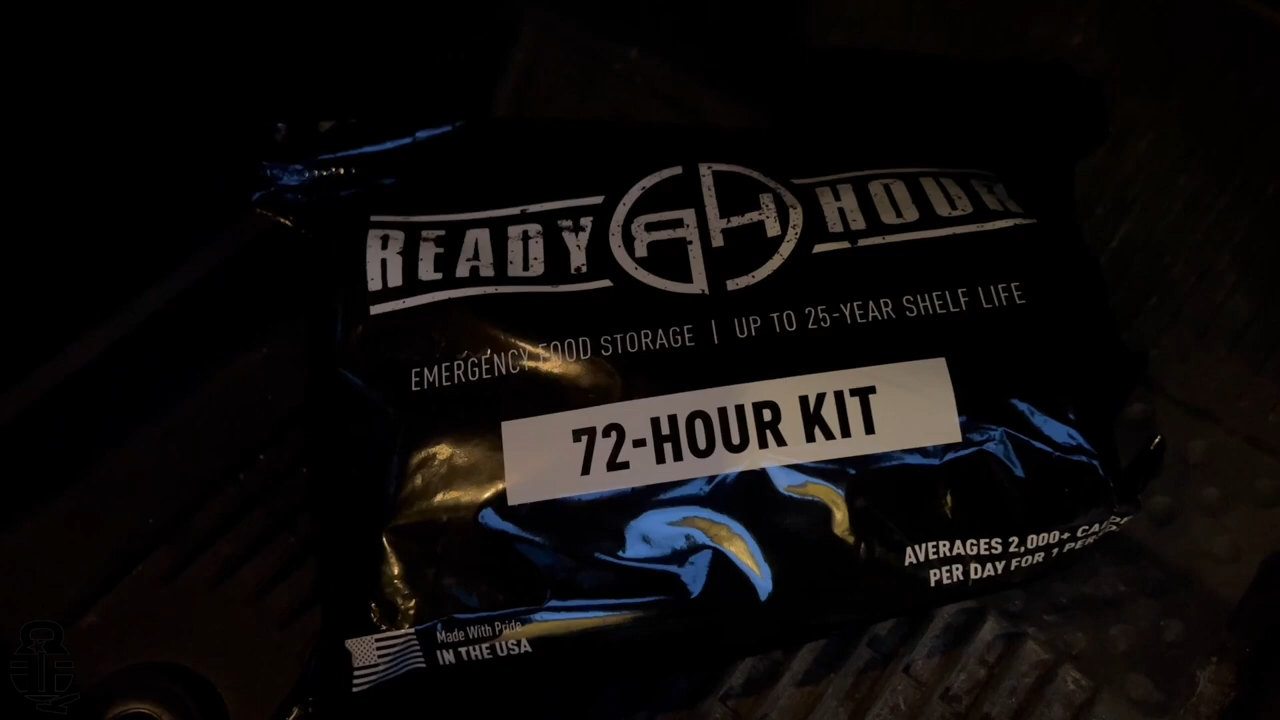 READY RH HOUR
EMERGENCY FOOD STORAGE | UP TO 25-YEAR SHELF LIFE
72-HOUR KIT
AVERAGES 2,000+
PER DAY FOR 1
Made With Pride
IN THE USA